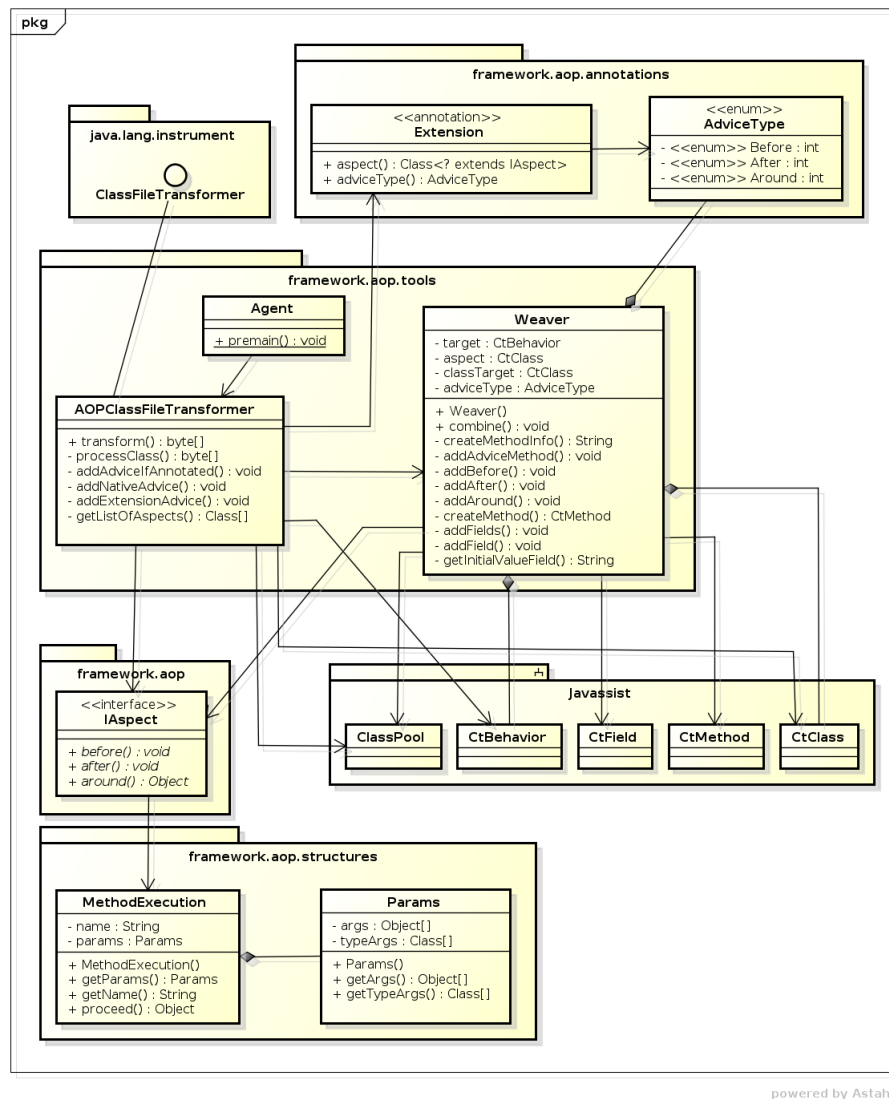 pkg
framework.aop.annotations
<<annotation>>
Extension
+ aspect() : Class<? extends IAspect>
+ adviceType() : AdviceType
<<enum>>
AdviceType
- <<enum>> Before : int
- <<enum>> After : int
- <<enum>> Around : int
java.lang.instrument
ClassFileTransformer
framework.aop.tools
Agent
+ premain() : void
Weaver
- target : CtBehavior
- aspect : CtClass
- classTarget : CtClass
- adviceType : AdviceType
+ Weaver()
+ combine() : void
- createMethodInfo() : String
- addAdviceMethod() : void
- addBefore() : void
- addAfter() : void
- addAround() : void
- createMethod() : CtMethod
- addFields() : void
- addField() : void
- getInitialValueField() : String
AOPClassFileTransformer
+ transform() : byte[]
- processClass() : byte[]
- addAdviceIfAnnotated() : void
- addNativeAdvice() : void
- addExtensionAdvice() : void
- getListOfAspects() : Class[]
framework.aop
<<interface>>
IAspect
+ before() : void
+ after() : void
+ around() : Object
Javassist
ClassPool
CtBehavior
CtField
CtMethod
CtClass
framework.aop.structures
MethodExecution
- name : String
- params : Params
+ MethodExecution()
+ getParams() : Params
+ getName() : String
+ proceed() : Object
Params
- args : Object[]
- typeArgs : Class[]
+ Params()
+ getArgs() : Object[]
+ getTypeArgs() : Class[]
powered by Astah